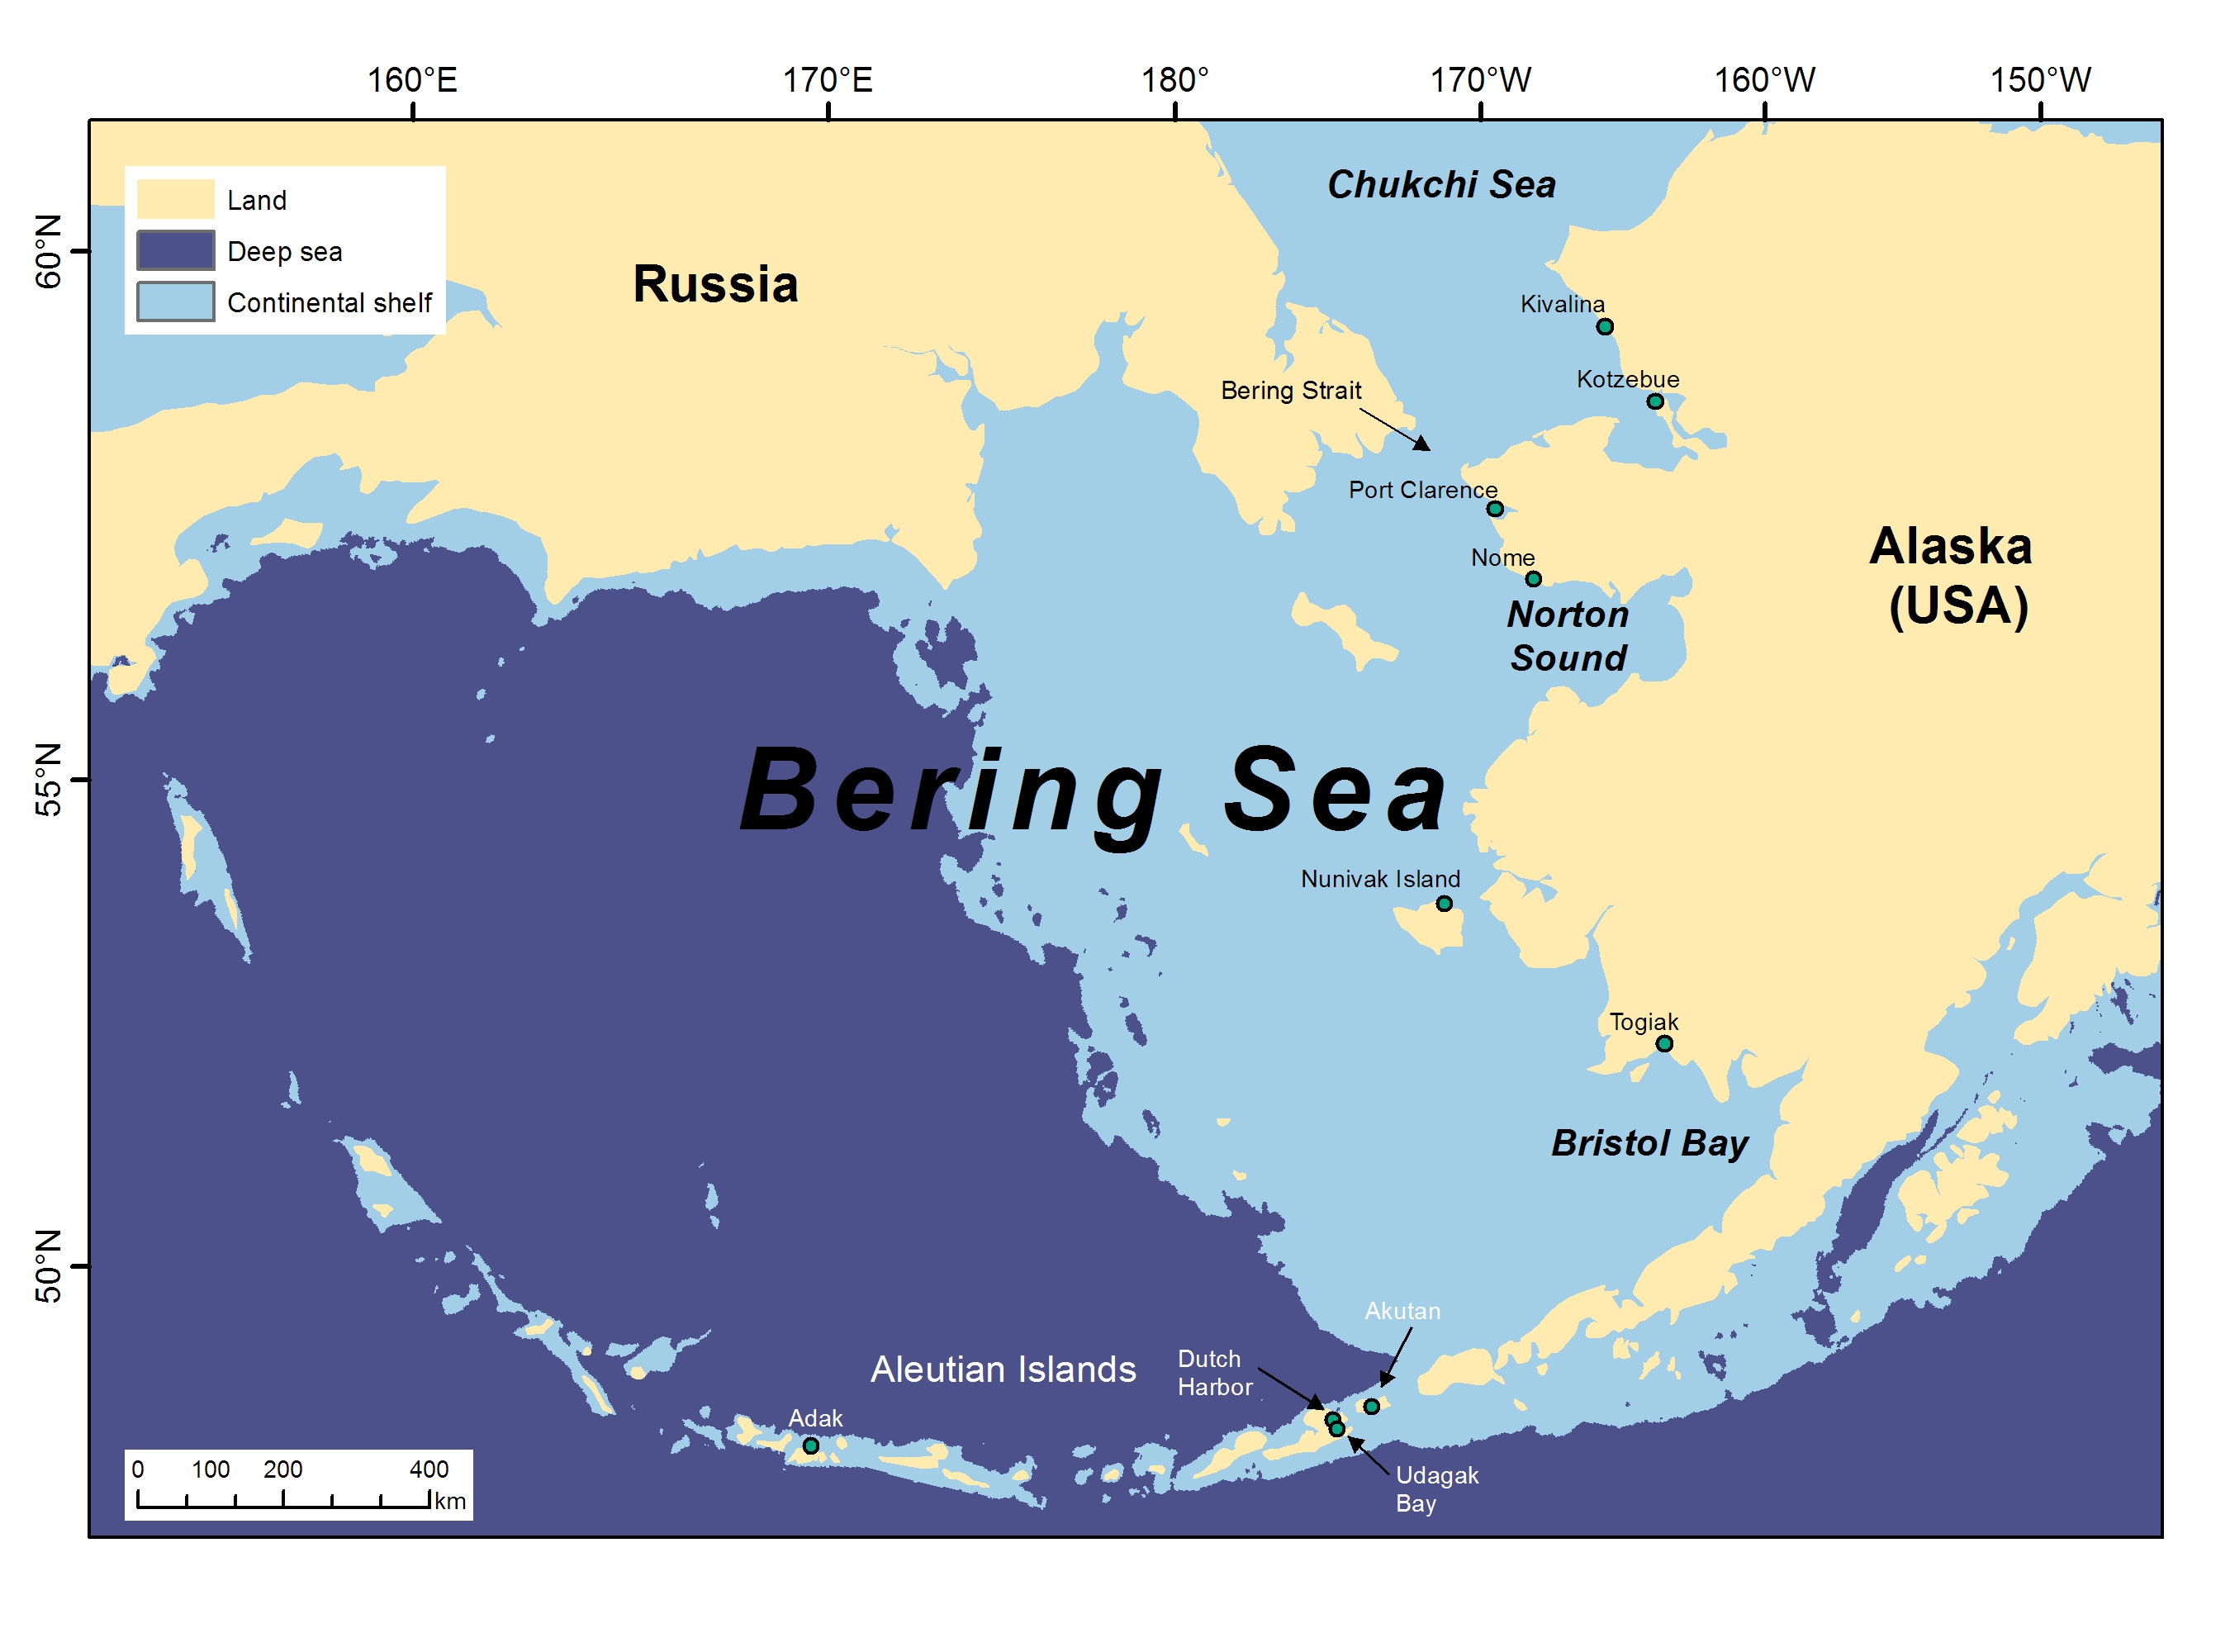 160°E 170°E 180° 170°W 160°W 150°W
60°N
55°N
50°N
Land
Deep sea
Continental shelf
Russia
Chukchi Sea
Kivalina
Kotzebue
Bering Strait
Port Clarence
Nome
Norton
Sound
Alaska
(USA)
Bering Sea
Nunivak Island
Togiak
Bristol Bay
Akutan
Dutch
Harbor
Aleutian Islands
Adak
Udagak
Bay
0 100 200 400
km